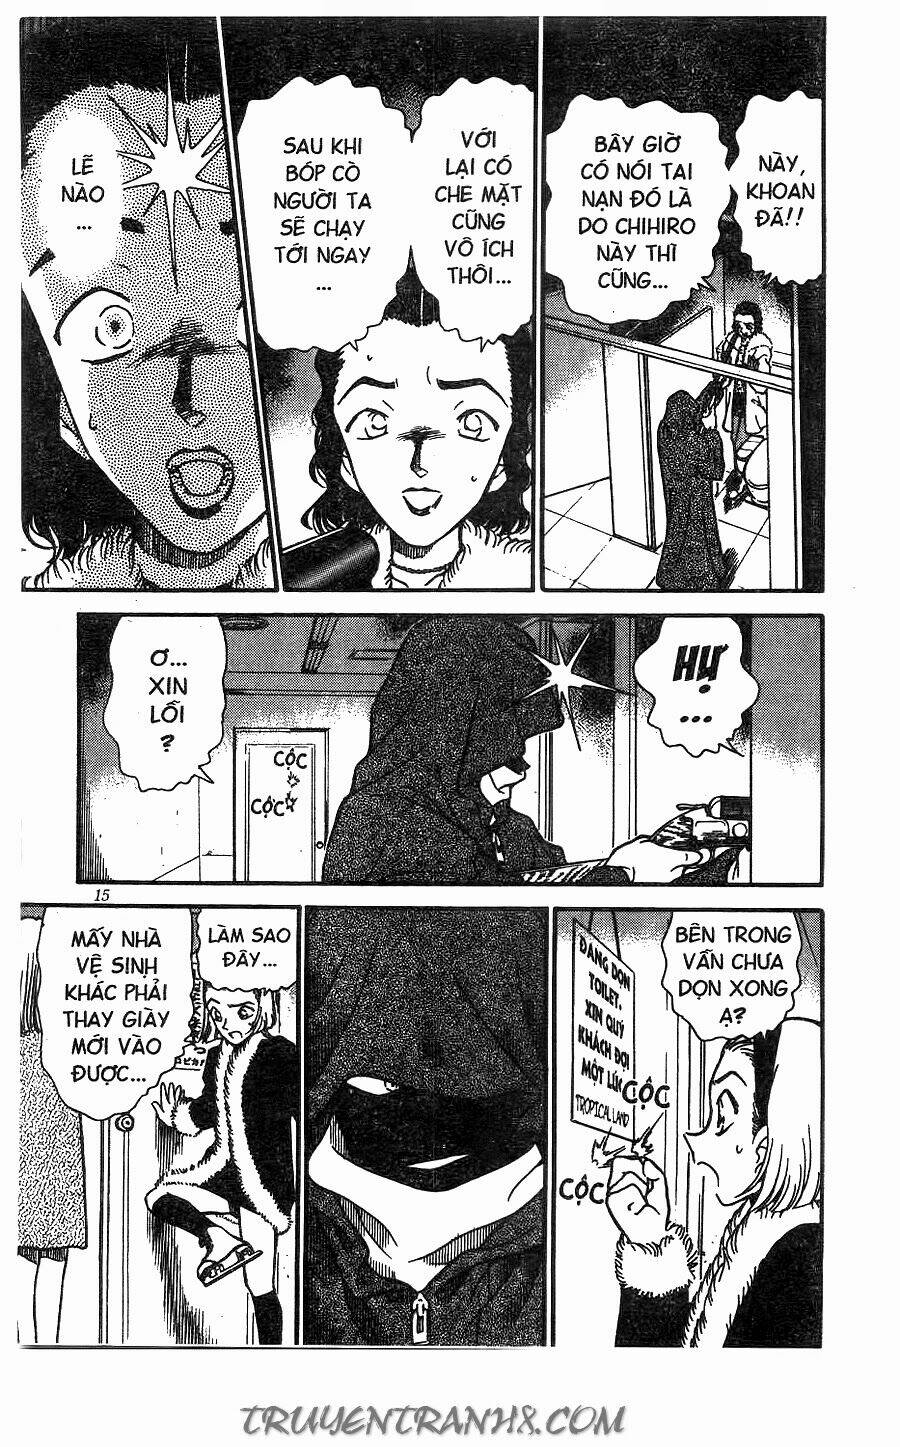 NÀY,
KHOAN
ĐÃ!!
BÂY GIỜ
CÓ NÓI TAI
NẠN ĐÓ LÀ
DO CHIHIRO
NÀY THÌ
CŨNG...
VỚI
LẠI CÓ
CHE MẶT
CŨNG
VÔ ÍCH
THÔI...
SAU KHI
BÓP CÒ
NGƯỜI TA
SẼ CHẠY
TỚI NGAY
...
LẼ
NÀO
...
HỰ
...
Ơ...
XIN
LỖI
?
CỘC
CỘC
15
BÊN TRONG
VẪN CHƯA
DỌN XONG
Ạ?
ĐANG DỌN
TOILET.
XIN QUÝ
KHÁCH ĐỢI
MỘT LÚC
TROPICAL LAND
CỘC
CỘC
LÀM SAO
ĐÂY...
MẤY NHÀ
VỆ SINH
KHÁC PHẢI
THAY GIÀY
MỚI VÀO
ĐƯỢC...
TRUYENTRANH8.COM